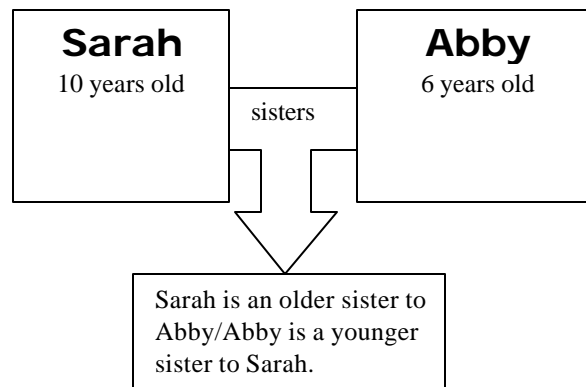 Sarah
10 years old
Abby
6 years old
sisters
Sarah is an older sister to
Abby/Abby is a younger
sister to Sarah.